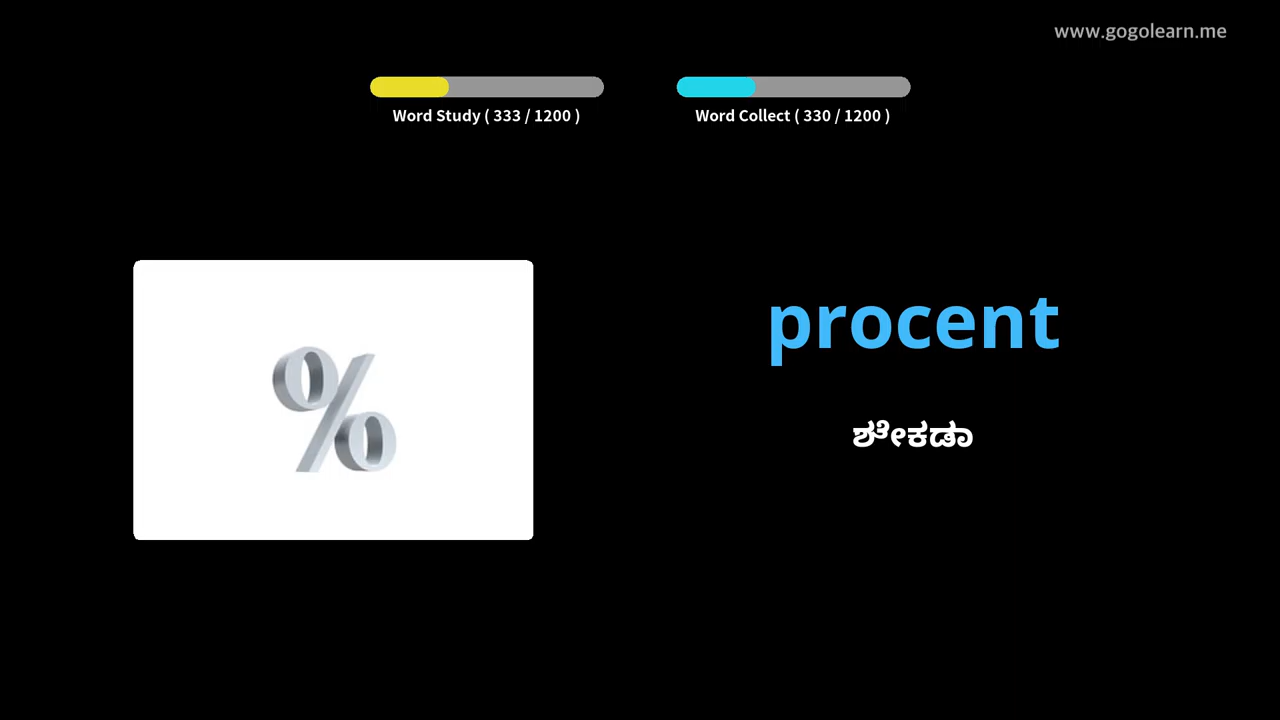 www.gogolearn.me
Word Study ( 333 / 1200 )
Word Collect ( 330 / 1200 )
%
procent
ಶೇಕಡಾ